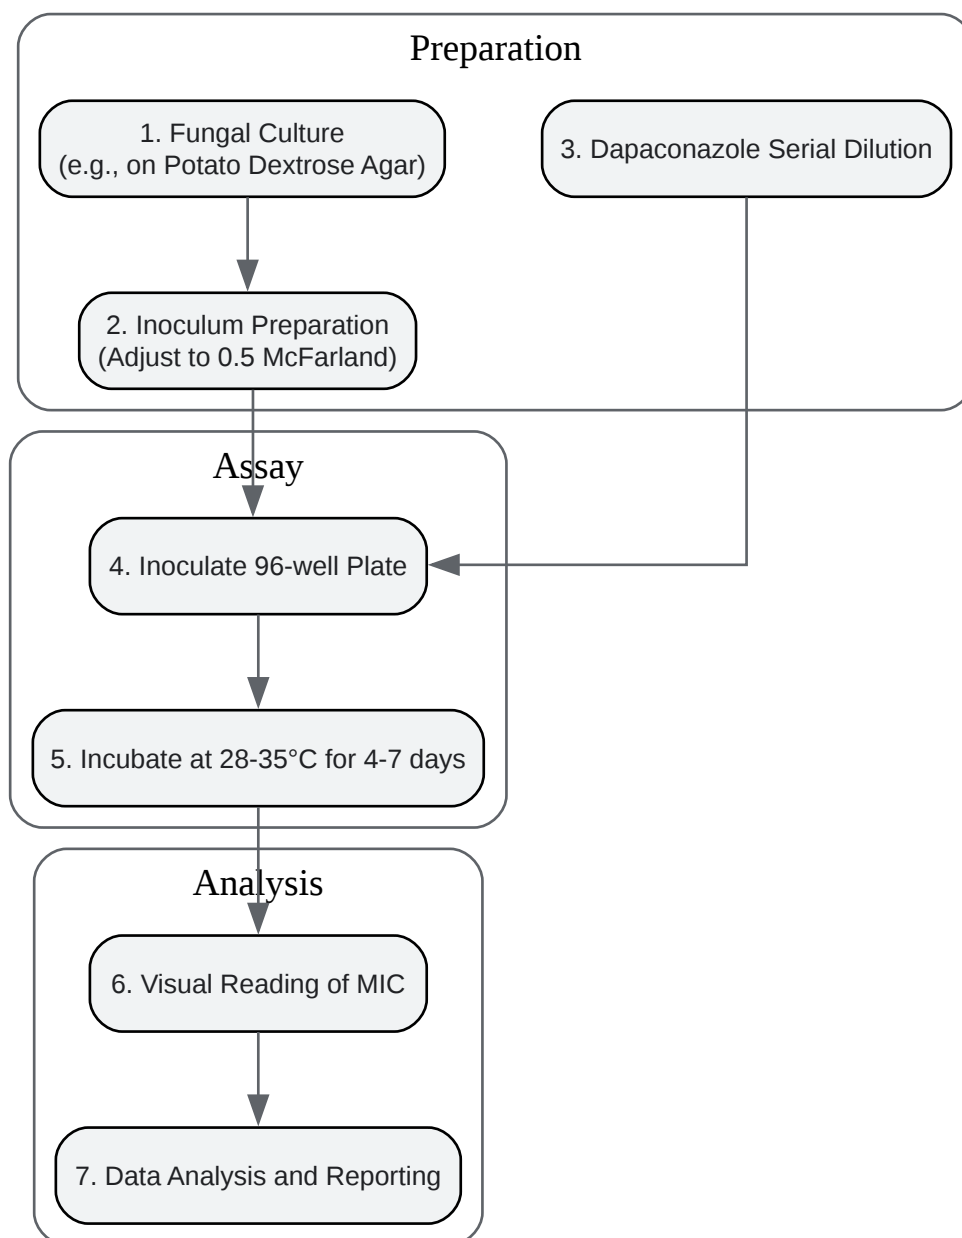 Preparation
1. Fungal Culture
(e.g., on Potato Dextrose Agar)
3. Dapaconazole Serial Dilution
2. Inoculum Preparation
(Adjust to 0.5 McFarland)
Assay
4. Inoculate 96-well Plate
5. Incubate at 28-35°C for 4-7 days
Analysis
6. Visual Reading of MIC
7. Data Analysis and Reporting